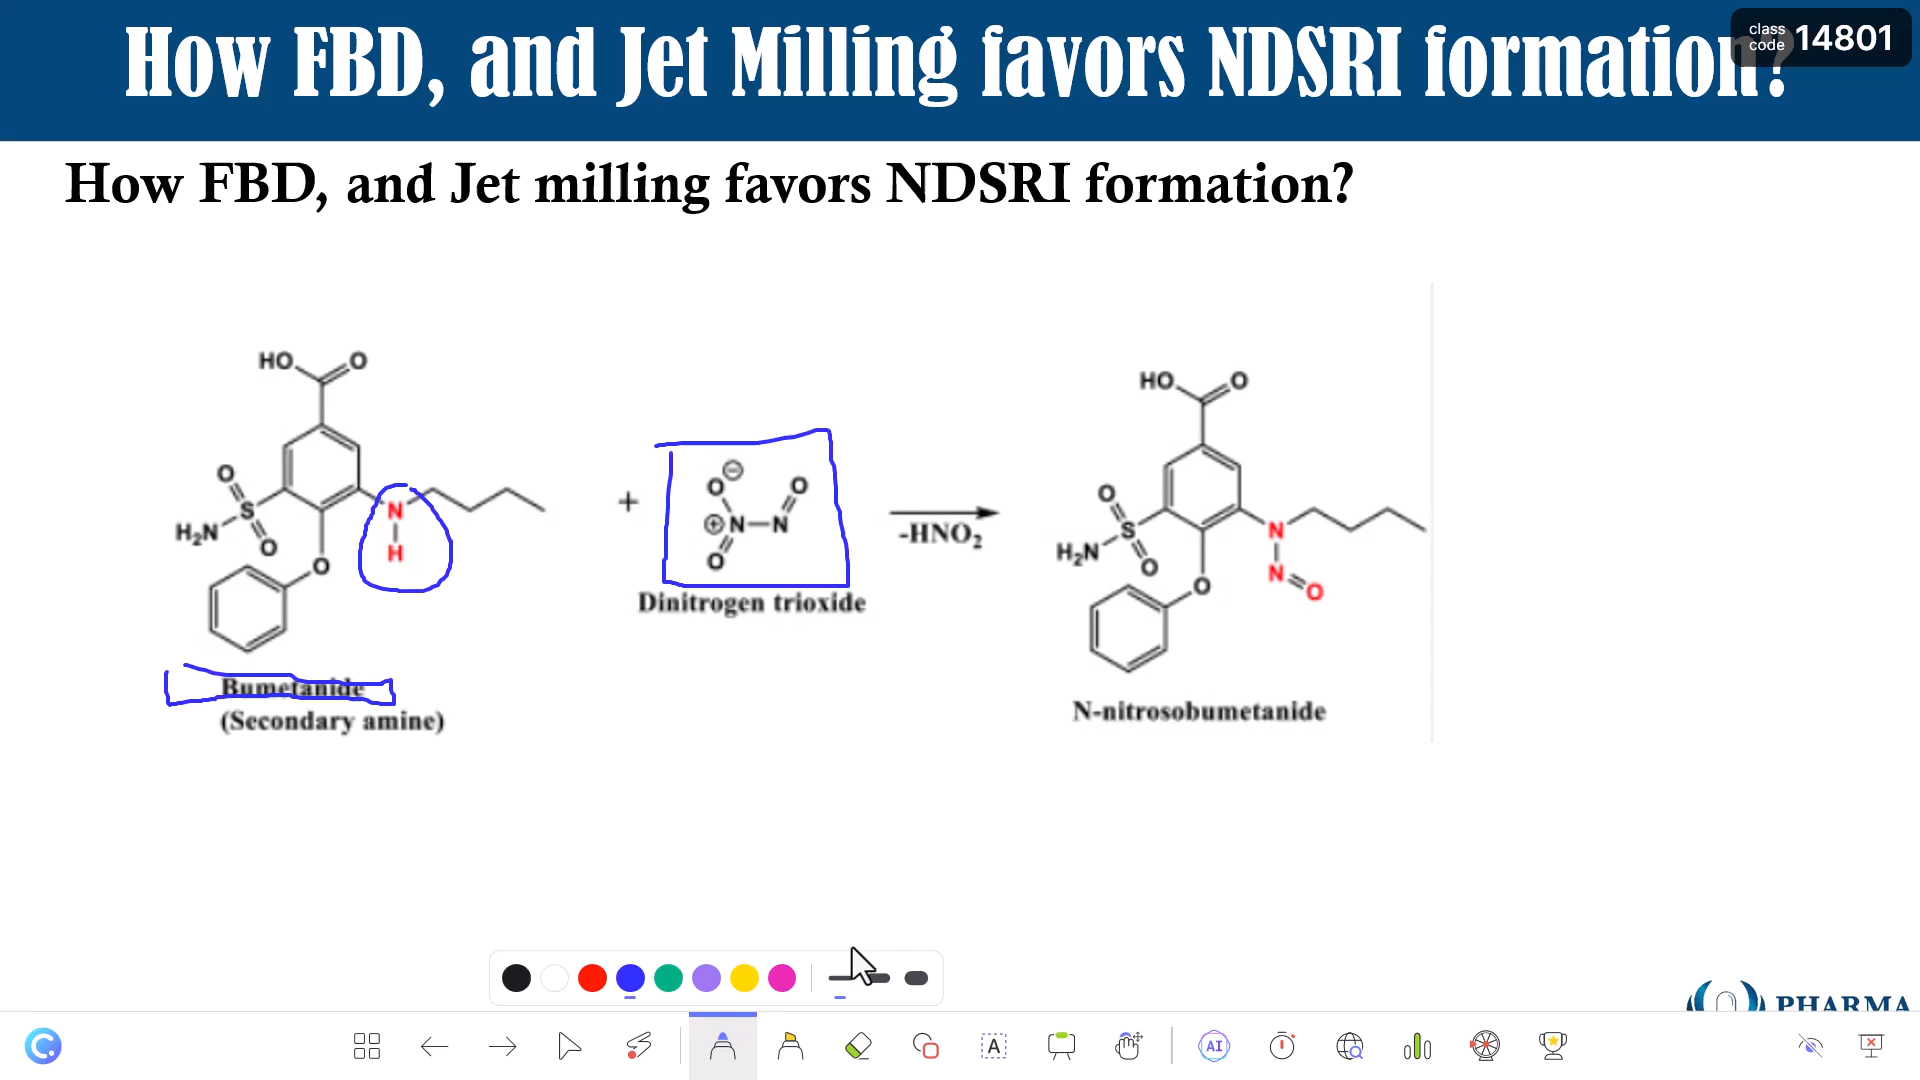 How FBD, and Jet Milling favors NDSRI formation?
class code 14801
How FBD, and Jet milling favors NDSRI formation?
HO O
O
S
H₂N O
N
H
O
Bumetanide
(Secondary amine)
+
O ⊖ O
⊕ N N
O
Dinitrogen trioxide
-HNO₂
HO O
O
S
H₂N O
N
N O
O
N-nitrosobumetanide
PHARMA
A
AI